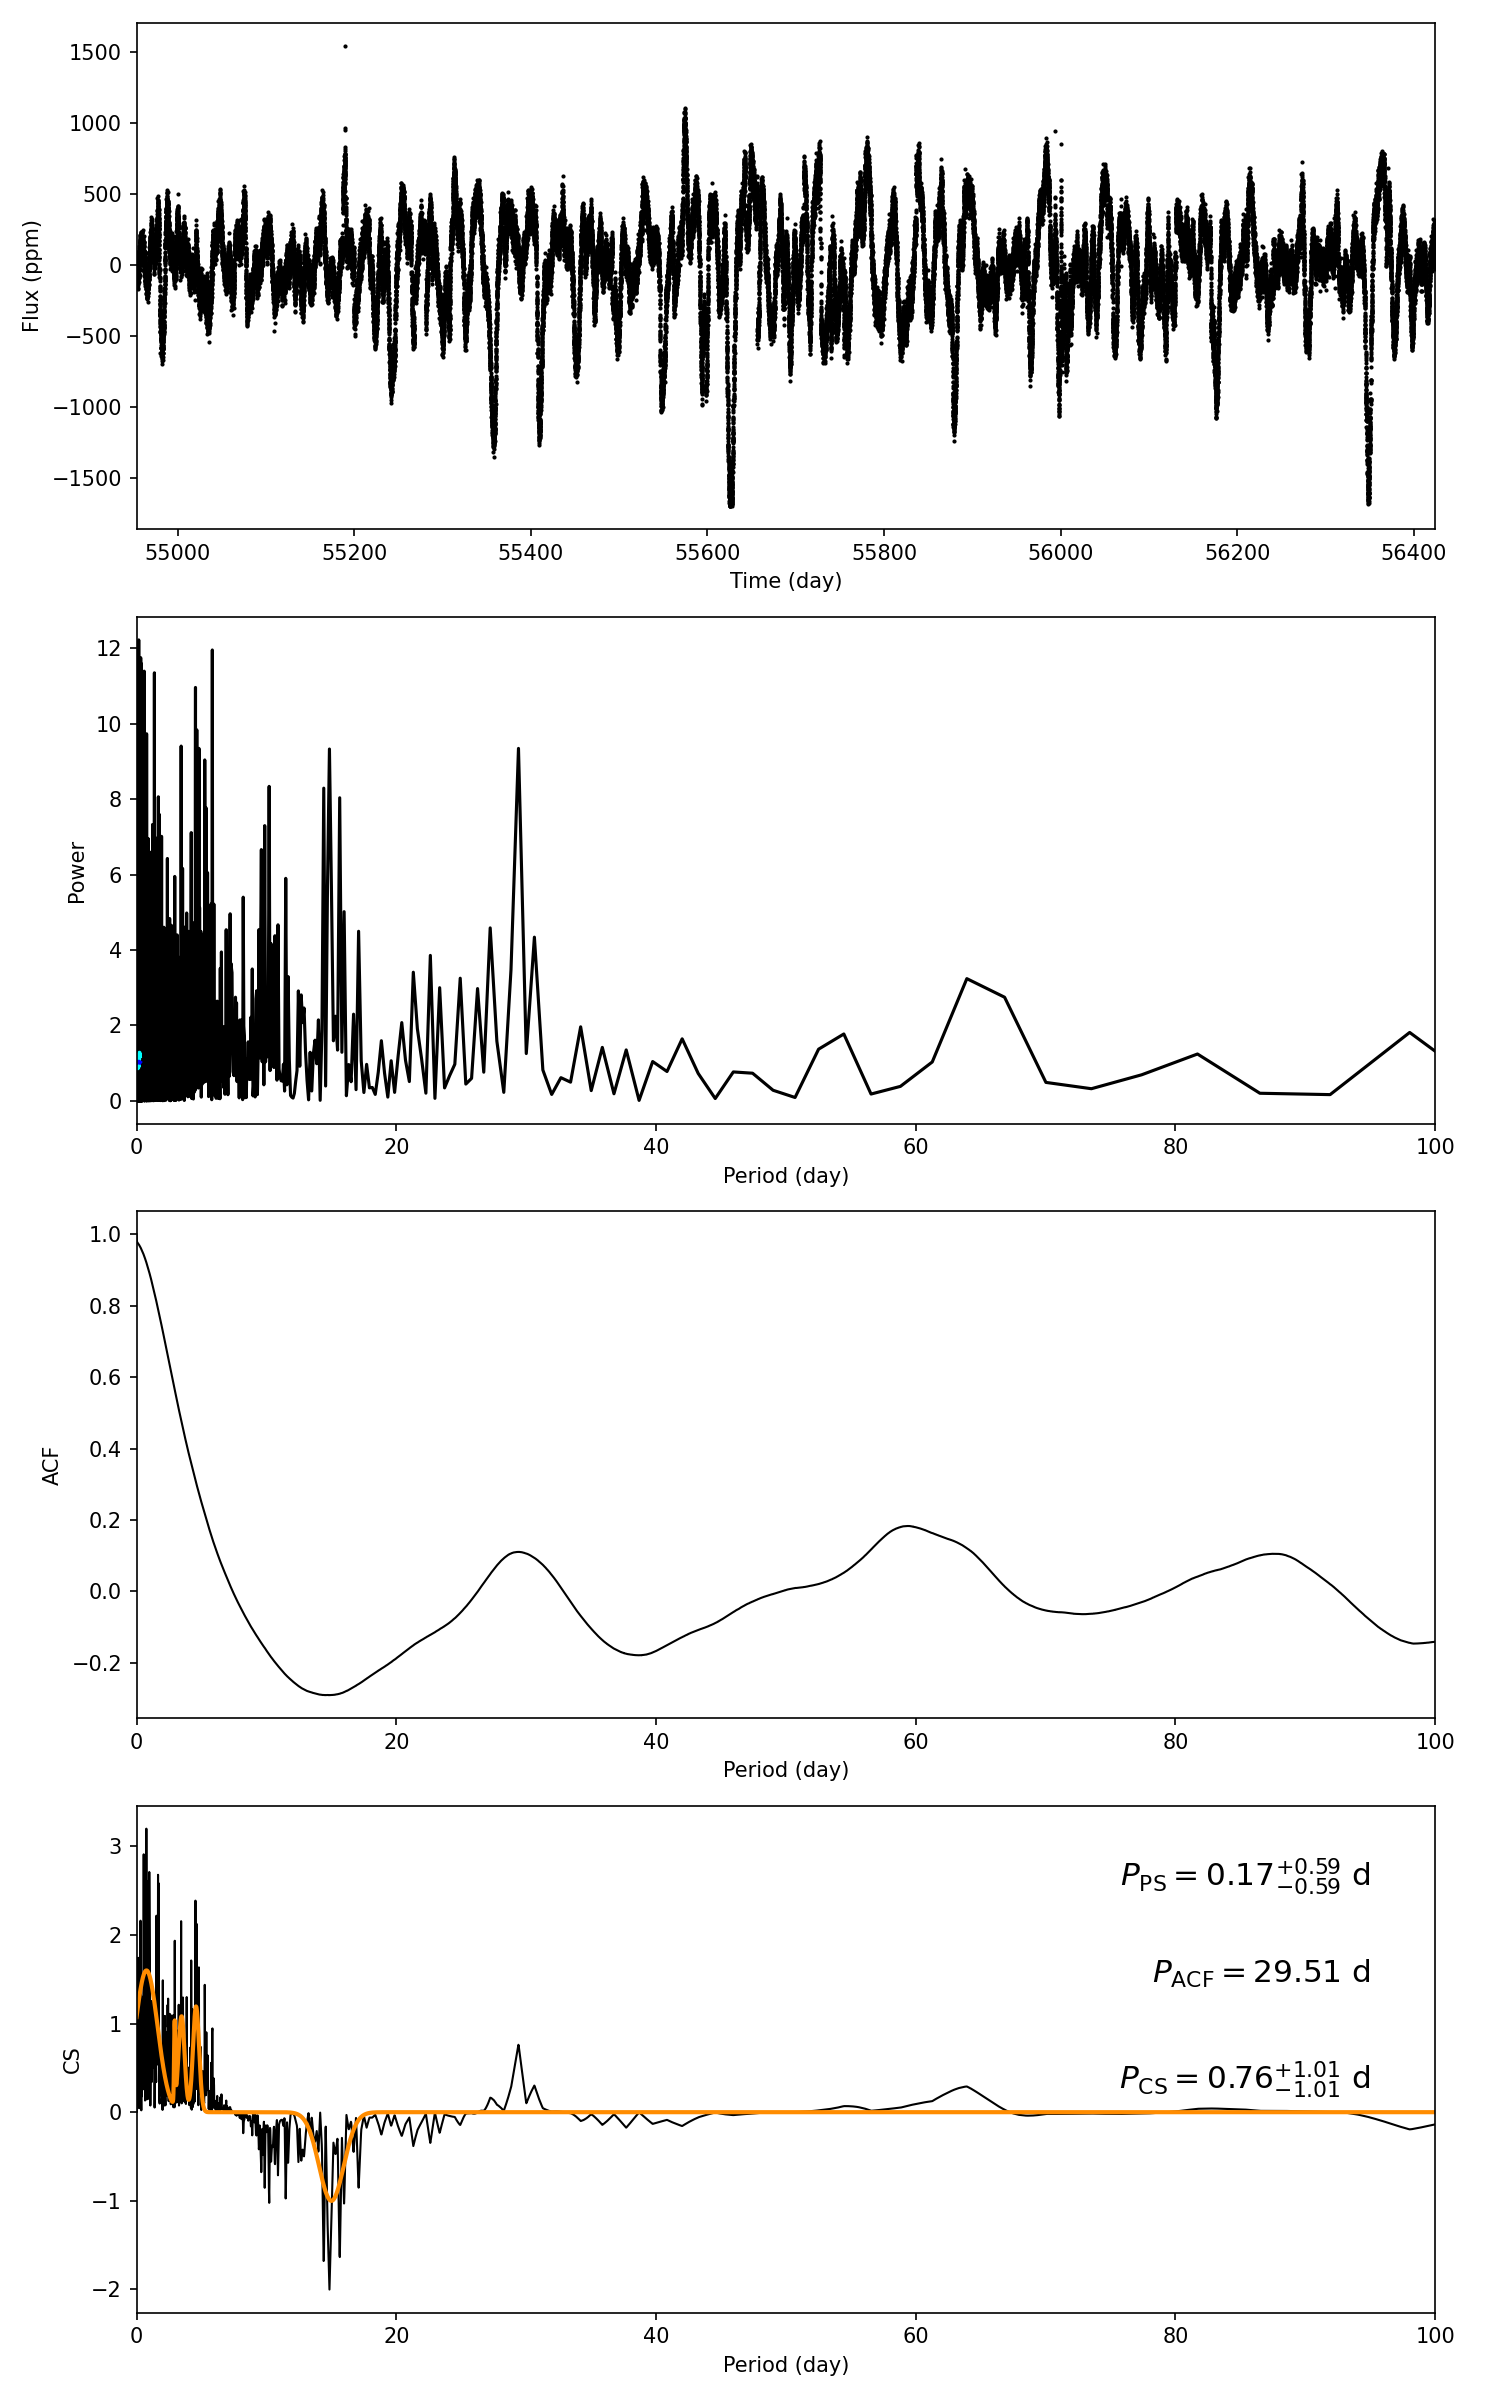 1500
1000
500
0
−500
−1000
−1500
Flux (ppm)
55000 55200 55400 55600 55800 56000 56200 56400
Time (day)
12
10
8
6
4
2
0
Power
0 20 40 60 80 100
Period (day)
1.0
0.8
0.6
0.4
0.2
0.0
−0.2
ACF
0 20 40 60 80 100
Period (day)
3
2
1
0
−1
−2
CS
P_PS = 0.17^{+0.59}_{−0.59} d
P_ACF = 29.51 d
P_CS = 0.76^{+1.01}_{−1.01} d
0 20 40 60 80 100
Period (day)